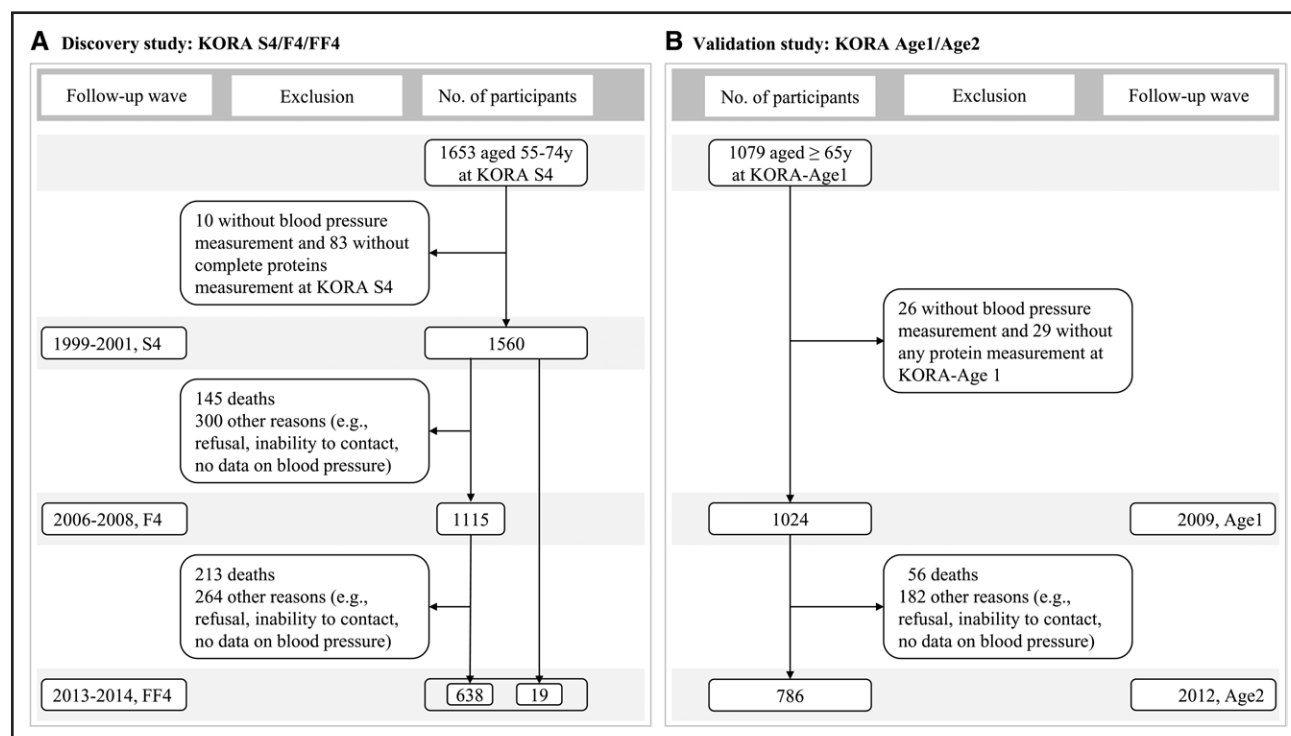 A Discovery study: KORA S4/F4/FF4
Follow-up wave
Exclusion
No. of participants
1653 aged 55-74y
at KORA S4
10 without blood pressure
measurement and 83 without
complete proteins
measurement at KORA S4
1999-2001, S4
1560
145 deaths
300 other reasons (e.g.,
refusal, inability to contact,
no data on blood pressure)
2006-2008, F4
1115
213 deaths
264 other reasons (e.g.,
refusal, inability to contact,
no data on blood pressure)
2013-2014, FF4
638
19
B Validation study: KORA Age1/Age2
No. of participants
Exclusion
Follow-up wave
1079 aged ≥ 65y
at KORA-Age1
26 without blood pressure
measurement and 29 without
any protein measurement at
KORA-Age 1
1024
2009, Age1
56 deaths
182 other reasons (e.g.,
refusal, inability to contact,
no data on blood pressure)
786
2012, Age2